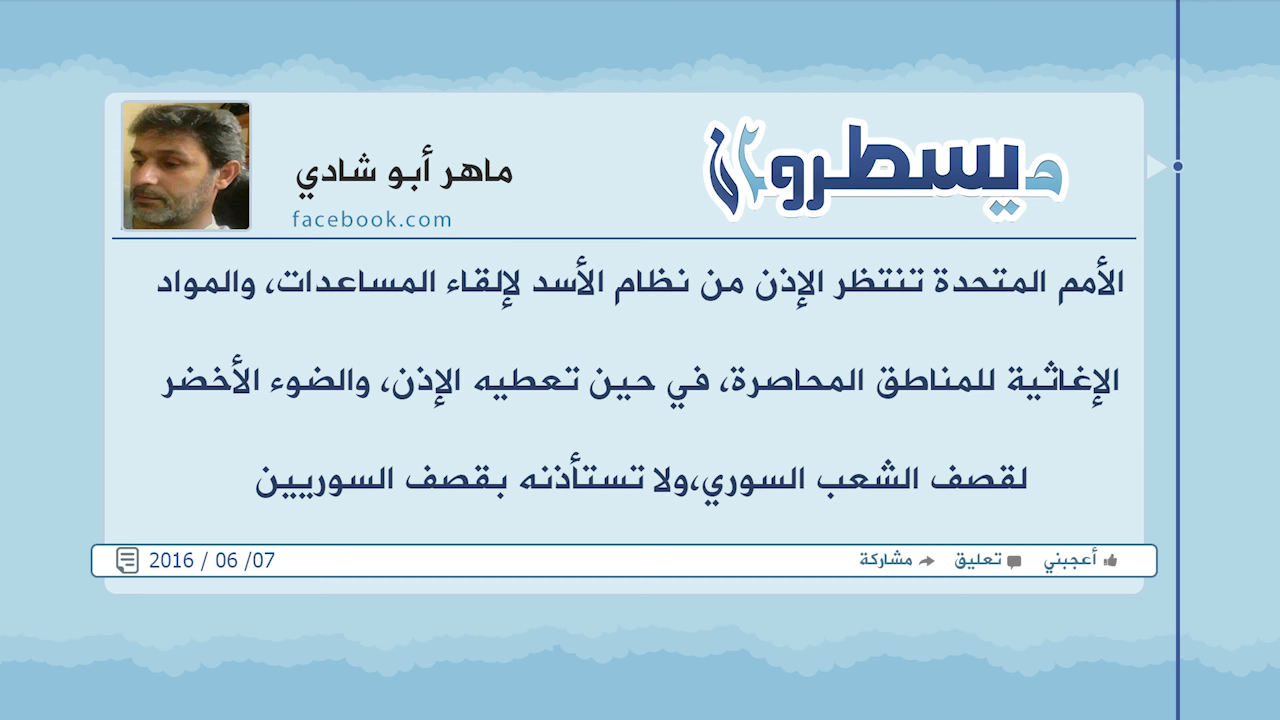 و يسطرون
ماهر أبو شادي
facebook.com
الأمم المتحدة تنتظر الإذن من نظام الأسد لإلقاء المساعدات، والمواد
الإغاثية للمناطق المحاصرة، في حين تعطيه الإذن، والضوء الأخضر
لقصف الشعب السوري،ولا تستأذنه بقصف السوريين
أعجبني تعليق مشاركة
2016 / 06 /07